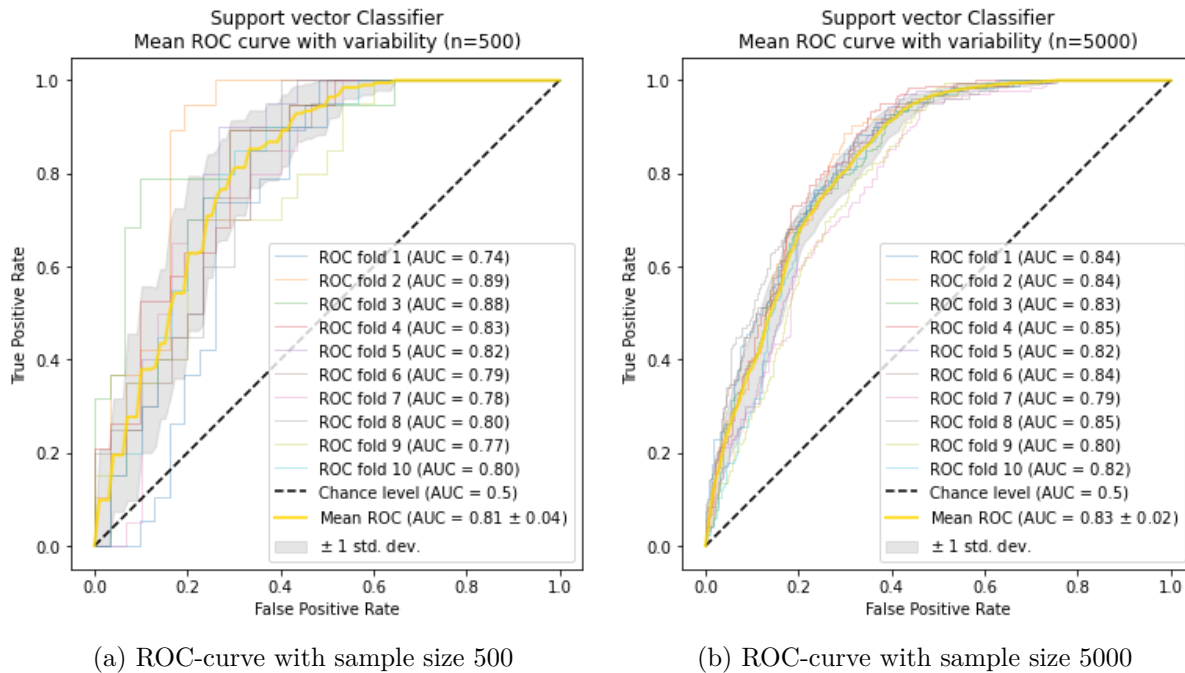 Support vector Classifier
Mean ROC curve with variability (n=500)
1.0
0.8
0.6
0.4
0.2
0.0
True Positive Rate
ROC fold 1 (AUC = 0.74)
ROC fold 2 (AUC = 0.89)
ROC fold 3 (AUC = 0.88)
ROC fold 4 (AUC = 0.83)
ROC fold 5 (AUC = 0.82)
ROC fold 6 (AUC = 0.79)
ROC fold 7 (AUC = 0.78)
ROC fold 8 (AUC = 0.80)
ROC fold 9 (AUC = 0.77)
ROC fold 10 (AUC = 0.80)
Chance level (AUC = 0.5)
Mean ROC (AUC = 0.81 ± 0.04)
± 1 std. dev.
0.0 0.2 0.4 0.6 0.8 1.0
False Positive Rate
(a) ROC-curve with sample size 500
Support vector Classifier
Mean ROC curve with variability (n=5000)
1.0
0.8
0.6
0.4
0.2
0.0
True Positive Rate
ROC fold 1 (AUC = 0.84)
ROC fold 2 (AUC = 0.84)
ROC fold 3 (AUC = 0.83)
ROC fold 4 (AUC = 0.85)
ROC fold 5 (AUC = 0.82)
ROC fold 6 (AUC = 0.84)
ROC fold 7 (AUC = 0.79)
ROC fold 8 (AUC = 0.85)
ROC fold 9 (AUC = 0.80)
ROC fold 10 (AUC = 0.82)
Chance level (AUC = 0.5)
Mean ROC (AUC = 0.83 ± 0.02)
± 1 std. dev.
0.0 0.2 0.4 0.6 0.8 1.0
False Positive Rate
(b) ROC-curve with sample size 5000